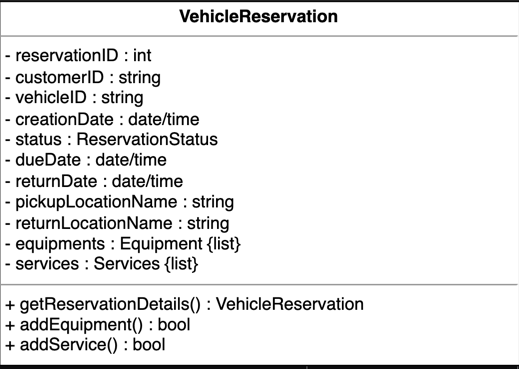 VehicleReservation
- reservationID : int
- customerID : string
- vehicleID : string
- creationDate : date/time
- status : ReservationStatus
- dueDate : date/time
- returnDate : date/time
- pickupLocationName : string
- returnLocationName : string
- equipments : Equipment {list}
- services : Services {list}
+ getReservationDetails() : VehicleReservation
+ addEquipment() : bool
+ addService() : bool